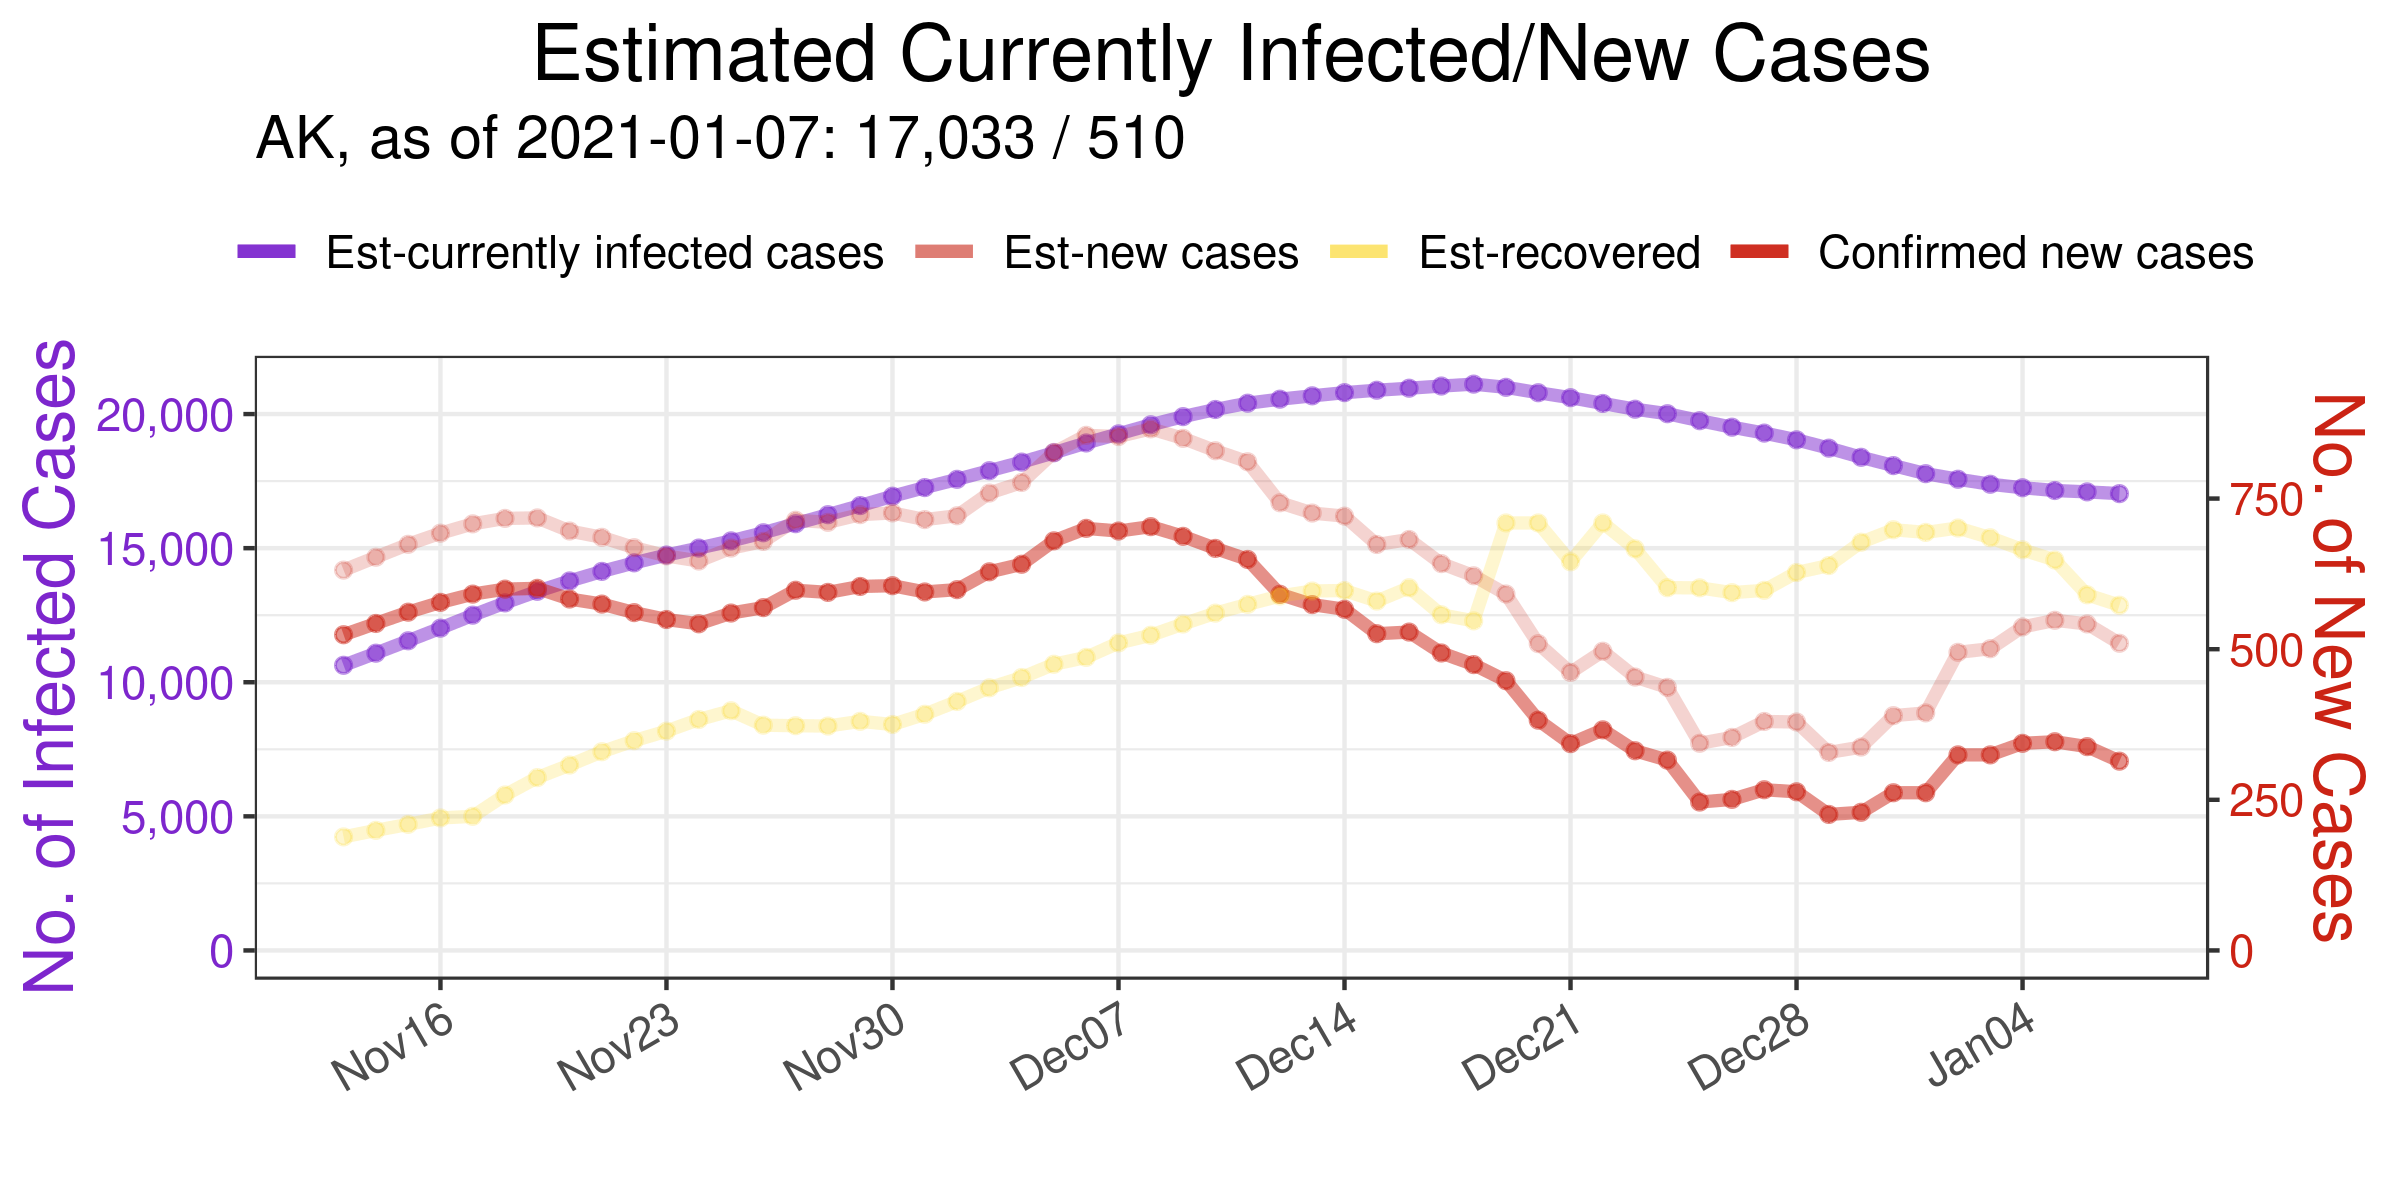 Estimated Currently Infected/New Cases
AK, as of 2021-01-07: 17,033 / 510
Est-currently infected cases Est-new cases Est-recovered Confirmed new cases
No. of Infected Cases
20,000
15,000
10,000
5,000
0
750
500
250
0
No. of New Cases
Nov16 Nov23 Nov30 Dec07 Dec14 Dec21 Dec28 Jan04